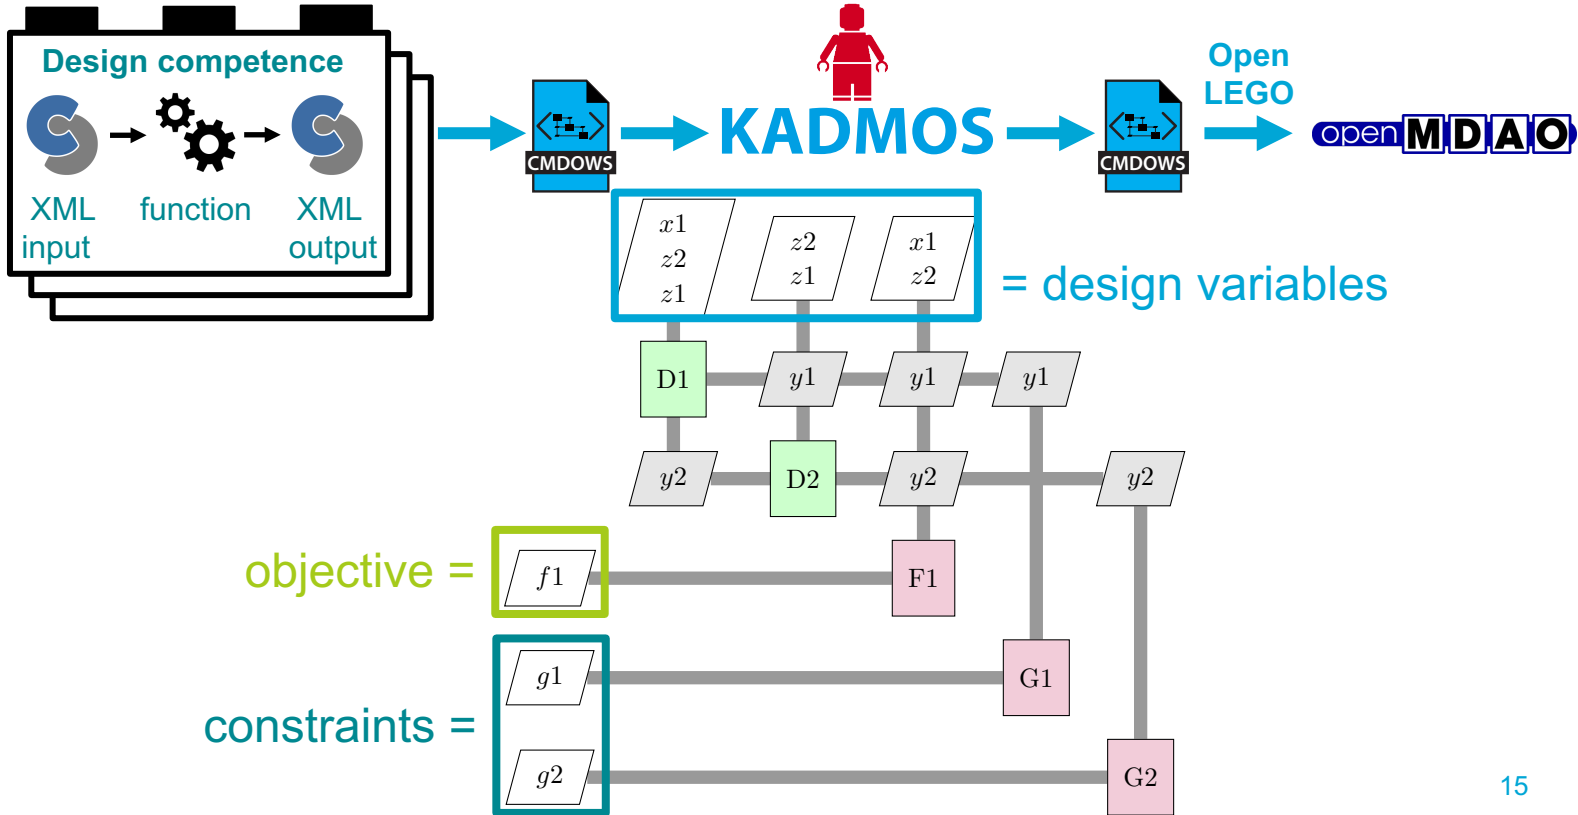 Design competence
XML
input
function
XML
output
CMDOWS
KADMOS
CMDOWS
Open
LEGO
open MDAO
x1
z2
z1
z2
z1
x1
z2
= design variables
D1
y1
y1
y1
y2
D2
y2
y2
objective =
f1
F1
constraints =
g1
G1
g2
G2
15